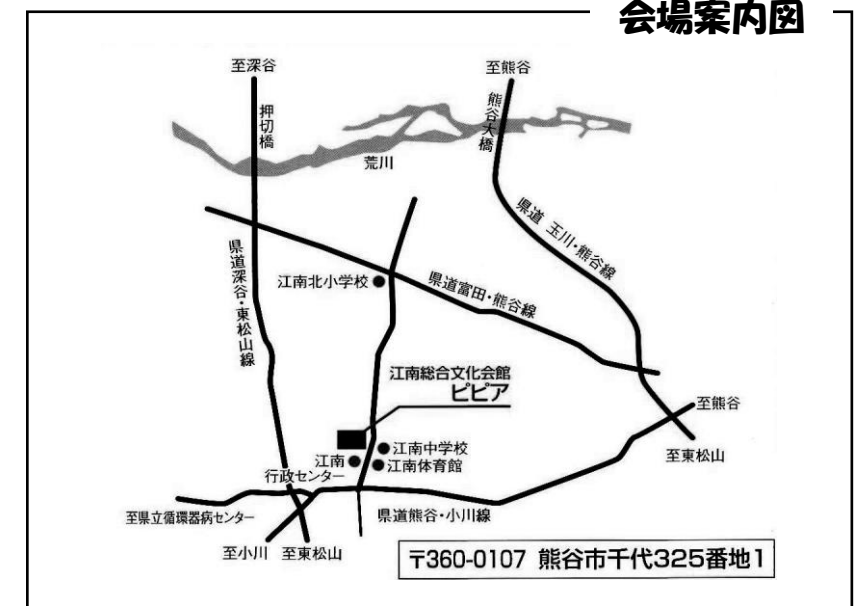 会場案内図
至深谷
至熊谷
押切橋
熊谷大橋
荒川
県道 玉川・熊谷線
県道深谷・東松山線
江南北小学校
県道富田・熊谷線
江南総合文化会館
ピピア
至熊谷
江南中学校
江南
行政センター
江南体育館
至東松山
至県立循環器病センター
県道熊谷・小川線
至小川
至東松山
〒360-0107 熊谷市千代325番地1